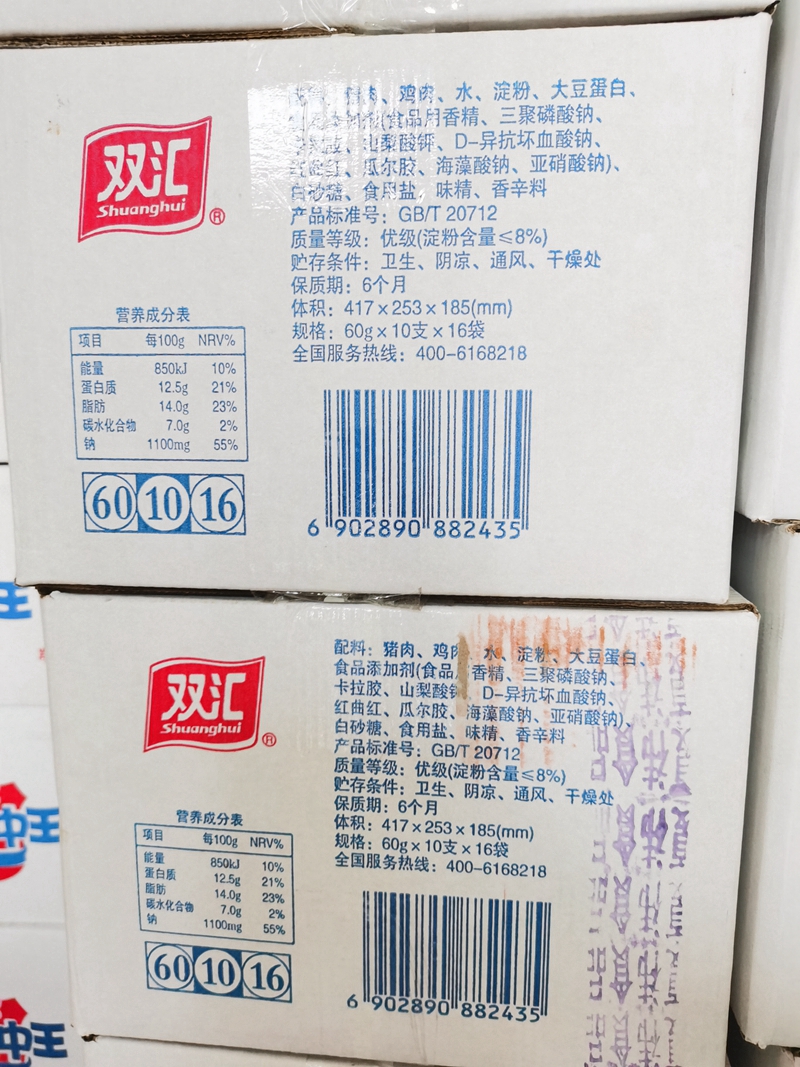 双汇
Shuanghui
®
肉、鸡肉、水、淀粉、大豆蛋白、
(食品用香精、三聚磷酸钠、
山梨酸钾、D-异抗坏血酸钠、
红曲红、瓜尔胶、海藻酸钠、亚硝酸钠)、
白砂糖、食用盐、味精、香辛料
产品标准号：GB/T 20712
质量等级：优级(淀粉含量≤8%)
贮存条件：卫生、阴凉、通风、干燥处
保质期：6个月
体积：417×253×185(mm)
规格：60g×10支×16袋
全国服务热线：400-6168218
营养成分表
项目 每100g NRV%
能量 850kJ 10%
蛋白质 12.5g 21%
脂肪 14.0g 23%
碳水化合物 7.0g 2%
钠 1100mg 55%
60 10 16
6 902890 882435
双汇
Shuanghui
®
配料：猪肉、鸡肉、水、淀粉、大豆蛋白、
食品添加剂(食品 香精、三聚磷酸钠、
卡拉胶、山梨酸钾、D-异抗坏血酸钠、
红曲红、瓜尔胶、海藻酸钠、亚硝酸钠)、
白砂糖、食用盐、味精、香辛料
产品标准号：GB/T 20712
质量等级：优级(淀粉含量≤8%)
贮存条件：卫生、阴凉、通风、干燥处
保质期：6个月
体积：417×253×185(mm)
规格：60g×10支×16袋
全国服务热线：400-6168218
营养成分表
项目 每100g NRV%
能量 850kJ 10%
蛋白质 12.5g 21%
脂肪 14.0g 23%
碳水化合物 7.0g 2%
钠 1100mg 55%
60 10 16
6 902890 882435
王
中王
中王